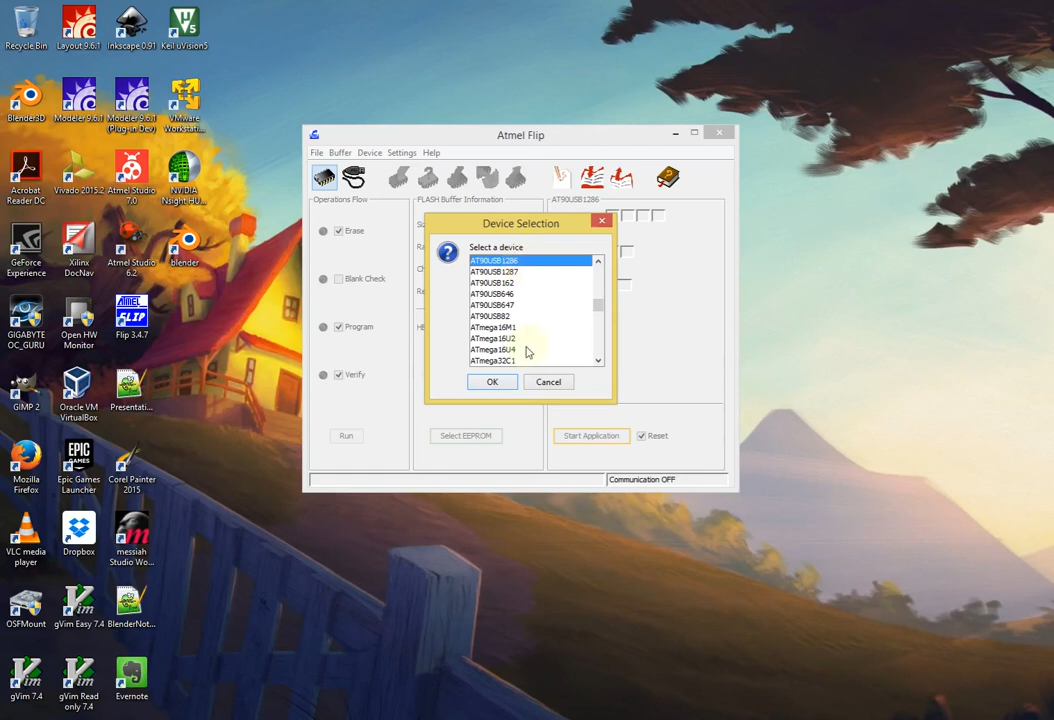 Recycle Bin
Layout 9.6.1
Inkscape 0.91
Keil uVision5
Blender3D
Modeler 9.6.1
Modeler 9.6.1
(Plug-in Dev)
VMware
Workstati...
Acrobat
Reader DC
Vivado 2015.2
Atmel Studio
7.0
NVIDIA
Nsight HU...
GeForce
Experience
Xilinx
DocNav
Atmel Studio
6.2
blender
GIGABYTE
OC_GURU
Open HW
Monitor
ATMEL
FLIP
Flip 3.4.7
GIMP 2
Oracle VM
VirtualBox
Presentati...
Mozilla
Firefox
EPIC
GAMES
Epic Games
Launcher
Corel Painter
2015
VLC media
player
Dropbox
messiah
Studio Wo...
OSFMount
gVim Easy 7.4
BlenderNot...
gVim 7.4
gVim Read
only 7.4
Evernote
Atmel Flip
File Buffer Device Settings Help
Operations Flow
Erase
Blank Check
Program
Verify
Run
FLASH Buffer Information
Select EEPROM
AT90USB1286
Start Application
Reset
Communication OFF
Device Selection
Select a device
AT90USB1286
AT90USB1287
AT90USB162
AT90USB646
AT90USB647
AT90USB82
ATmega16M1
ATmega16U2
ATmega16U4
ATmega32C1
OK
Cancel